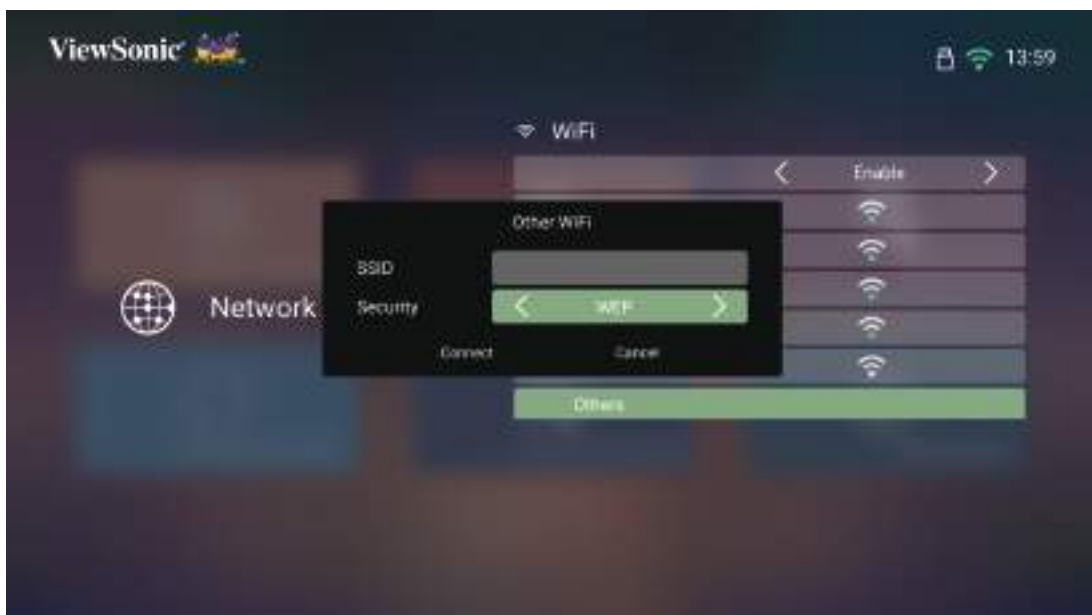 ViewSonic
13:59
WiFi
Enable
Other WiFi
SSID
Network
Security
WEP
Connect
Cancel
Others